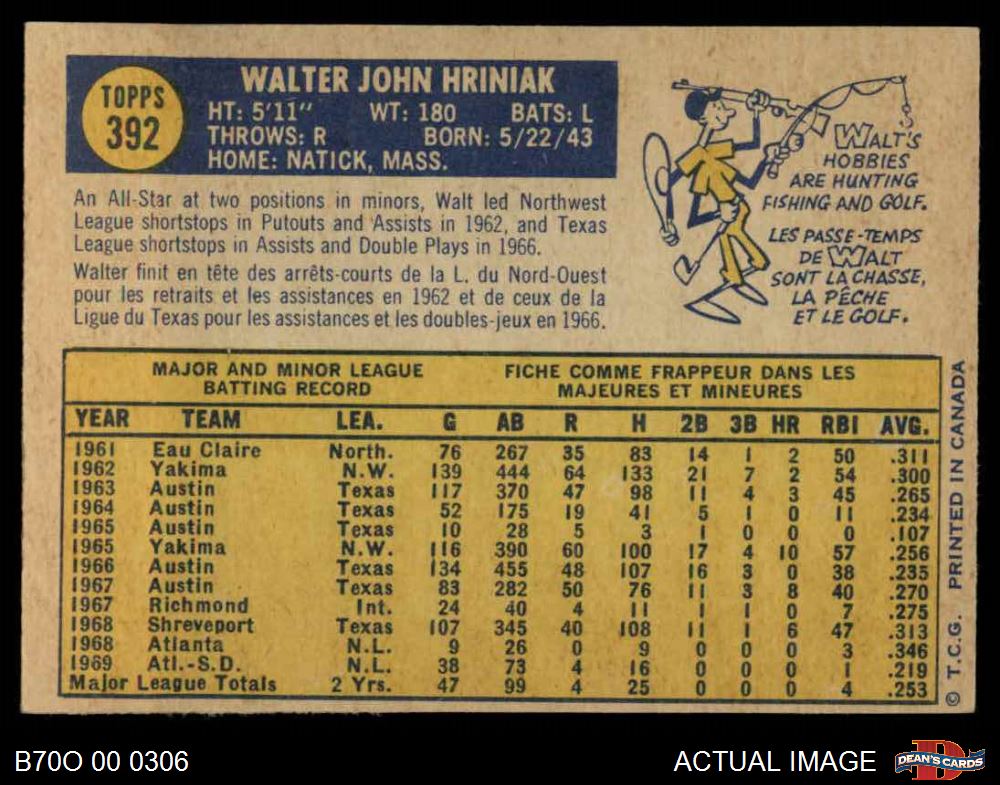 TOPPS
392
WALTER JOHN HRINIAK
HT: 5'11" WT: 180 BATS: L
THROWS: R BORN: 5/22/43
HOME: NATICK, MASS.
An All-Star at two positions in minors, Walt led Northwest
League shortstops in Putouts and Assists in 1962, and Texas
League shortstops in Assists and Double Plays in 1966.
Walter finit en tête des arrêts-courts de la L. du Nord-Ouest
pour les retraits et les assistances en 1962 et de ceux de la
Ligue du Texas pour les assistances et les doubles-jeux en 1966.
WALT'S
HOBBIES
ARE HUNTING
FISHING AND GOLF.
LES PASSE-TEMPS
DE WALT
SONT LA CHASSE,
LA PÊCHE
ET LE GOLF.
MAJOR AND MINOR LEAGUE
BATTING RECORD
FICHE COMME FRAPPEUR DANS LES
MAJEURES ET MINEURES
YEAR TEAM LEA. G AB R H 2B 3B HR RBI AVG.
1961 Eau Claire North. 76 267 35 83 14 1 2 50 .311
1962 Yakima N.W. 139 444 64 133 21 7 2 54 .300
1963 Austin Texas 117 370 47 98 11 4 3 45 .265
1964 Austin Texas 52 175 19 41 5 1 0 11 .234
1965 Austin Texas 10 28 5 3 1 0 0 0 .107
1965 Yakima N.W. 116 390 60 100 17 4 10 57 .256
1966 Austin Texas 134 455 48 107 16 3 0 38 .235
1967 Austin Texas 83 282 50 76 11 3 8 40 .270
1967 Richmond Int. 24 40 4 11 1 1 0 7 .275
1968 Shreveport Texas 107 345 40 108 11 1 6 47 .313
1968 Atlanta N.L. 9 26 0 9 0 0 0 3 .346
1969 Atl.-S.D. N.L. 38 73 4 16 0 0 0 1 .219
Major League Totals 2 Yrs. 47 99 4 25 0 0 0 4 .253
© T.C.G. PRINTED IN CANADA
B70O 00 0306
ACTUAL IMAGE
D
DEAN'S CARDS